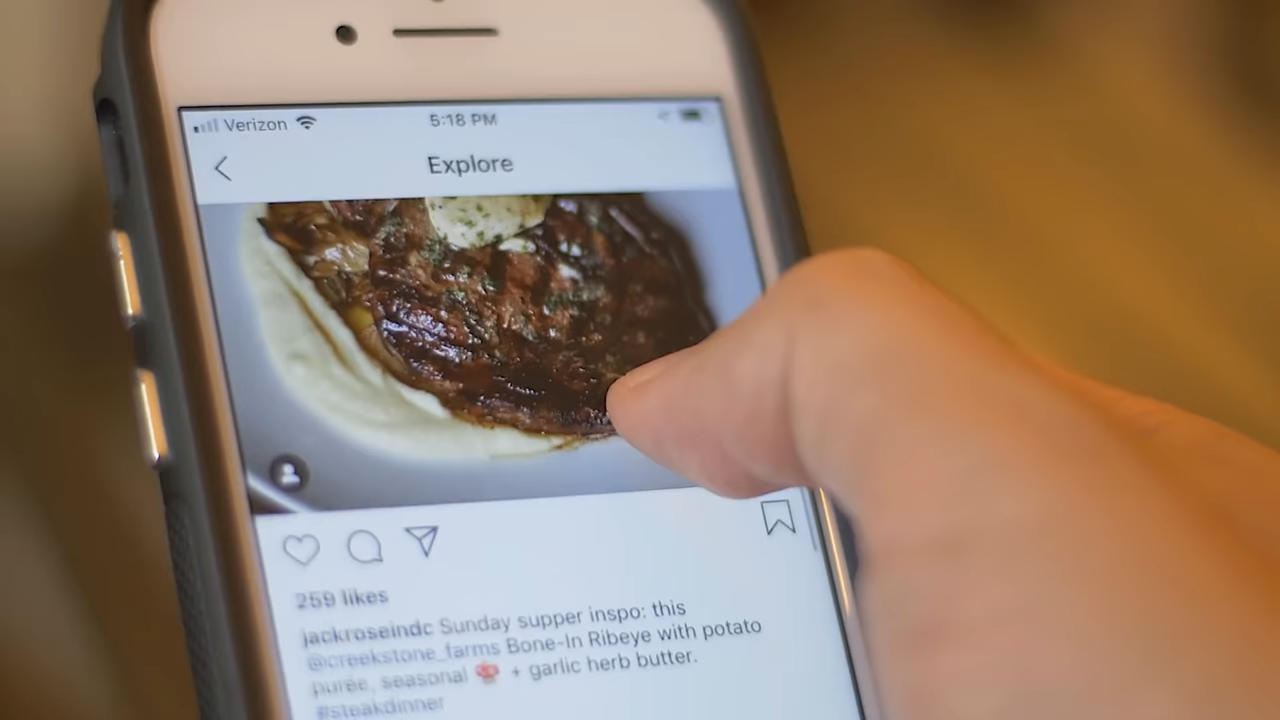 Verizon 5:18 PM
Explore
259 likes
jackroseindc Sunday supper inspo: this
@creekstone_farms Bone-In Ribeye with potato
purée, seasonal 🍄 + garlic herb butter.
#steakdinner